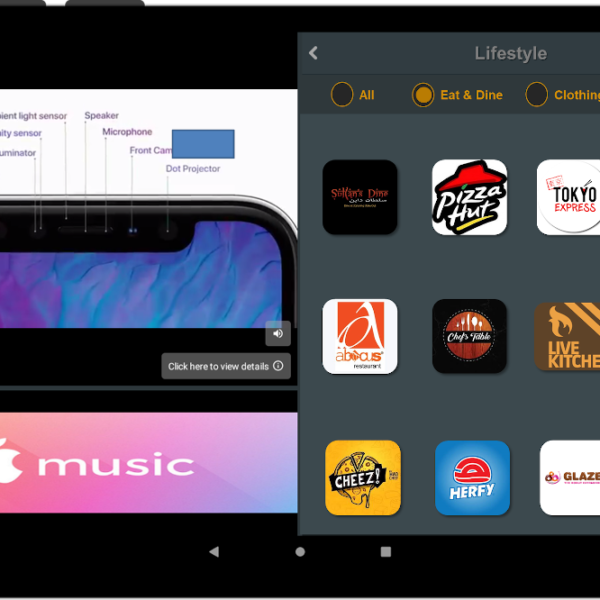 bient light sensor
Speaker
ity sensor
Microphone
uminator
Front Cam
Dot Projector
Click here to view details
music
Lifestyle
All
Eat & Dine
Clothing
Sultan's Dine
Pizza
Hut
TOKYO
EXPRESS
abacus
restaurant
Chef's Table
LIVE
KITCHE
CHEEZ!
HERFY
GLAZE